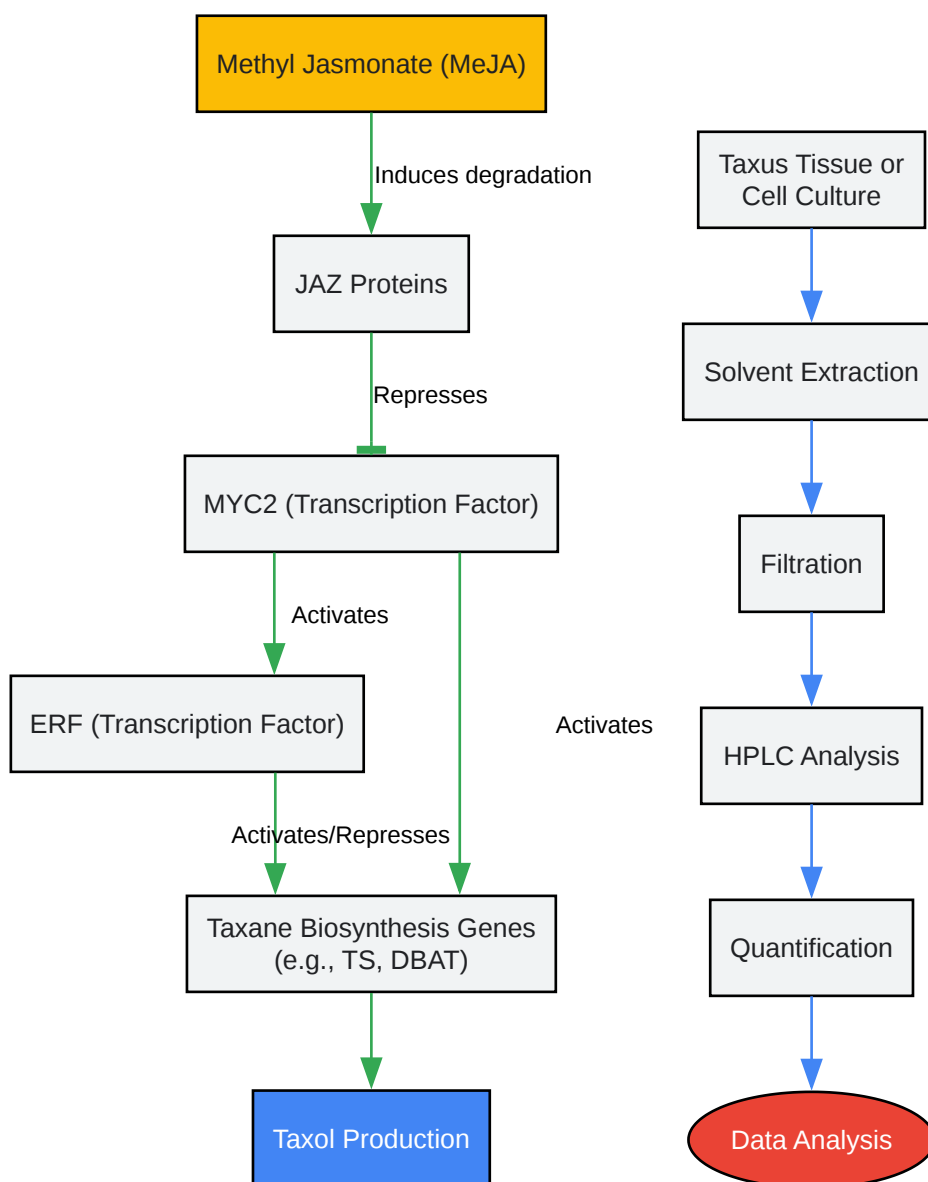 Methyl Jasmonate (MeJA)
Induces degradation
JAZ Proteins
Represses
MYC2 (Transcription Factor)
Activates
ERF (Transcription Factor)
Activates
Activates/Represses
Taxane Biosynthesis Genes
(e.g., TS, DBAT)
Taxol Production
Taxus Tissue or
Cell Culture
Solvent Extraction
Filtration
HPLC Analysis
Quantification
Data Analysis